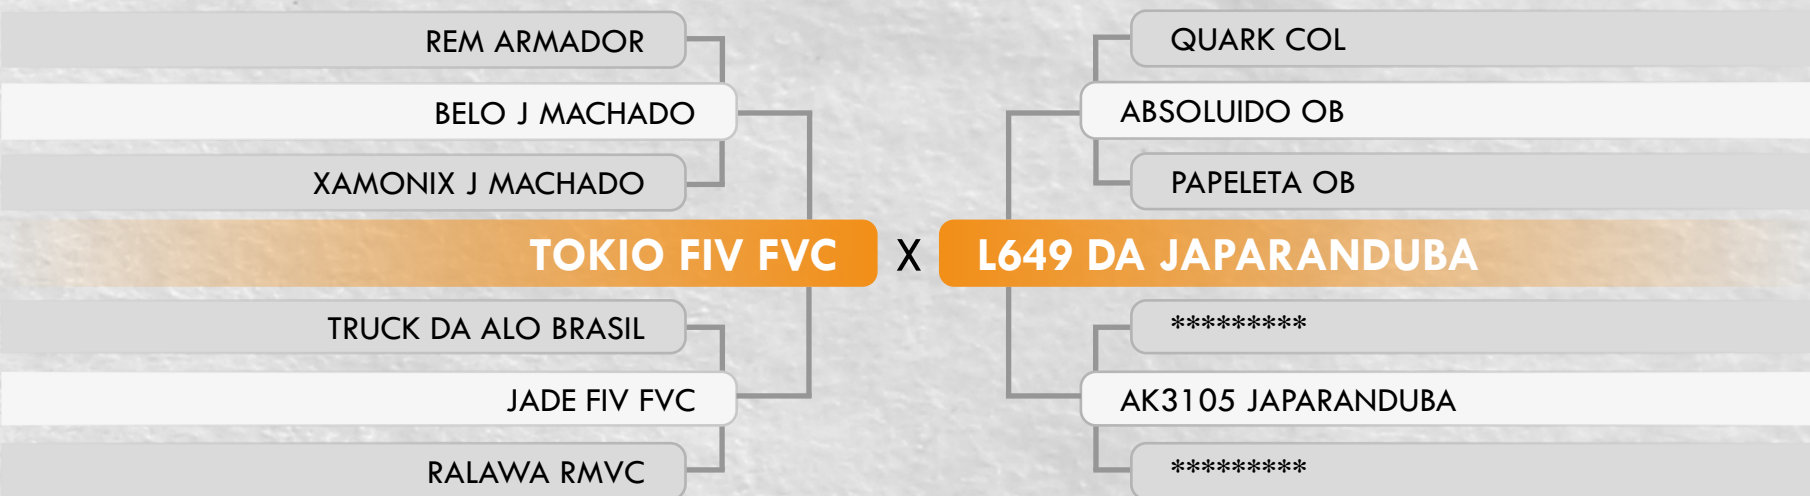 REM ARMADOR
QUARK COL
BELO J MACHADO
ABSOLUIDO OB
XAMONIX J MACHADO
PAPELETA OB
TOKIO FIV FVC X L649 DA JAPARANDUBA
TRUCK DA ALO BRASIL
*********
JADE FIV FVC
AK3105 JAPARANDUBA
RALAWA RMVC
*********